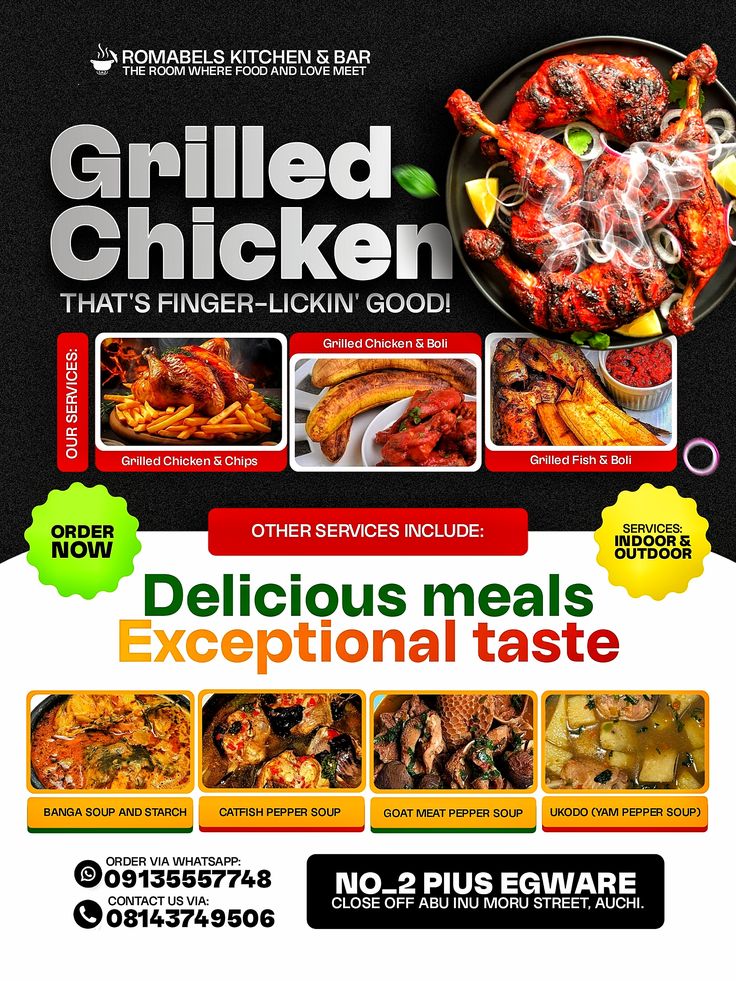 ROMABELS KITCHEN & BAR
THE ROOM WHERE FOOD AND LOVE MEET
Grilled
Chicken
THAT'S FINGER-LICKIN' GOOD!
OUR SERVICES:
Grilled Chicken & Chips
Grilled Chicken & Boli
Grilled Fish & Boli
ORDER
NOW
OTHER SERVICES INCLUDE:
SERVICES:
INDOOR &
OUTDOOR
Delicious meals
Exceptional taste
BANGA SOUP AND STARCH
CATFISH PEPPER SOUP
GOAT MEAT PEPPER SOUP
UKODO (YAM PEPPER SOUP)
ORDER VIA WHATSAPP:
09135557748
CONTACT US VIA:
08143749506
NO_2 PIUS EGWARE
CLOSE OFF ABU INU MORU STREET, AUCHI.